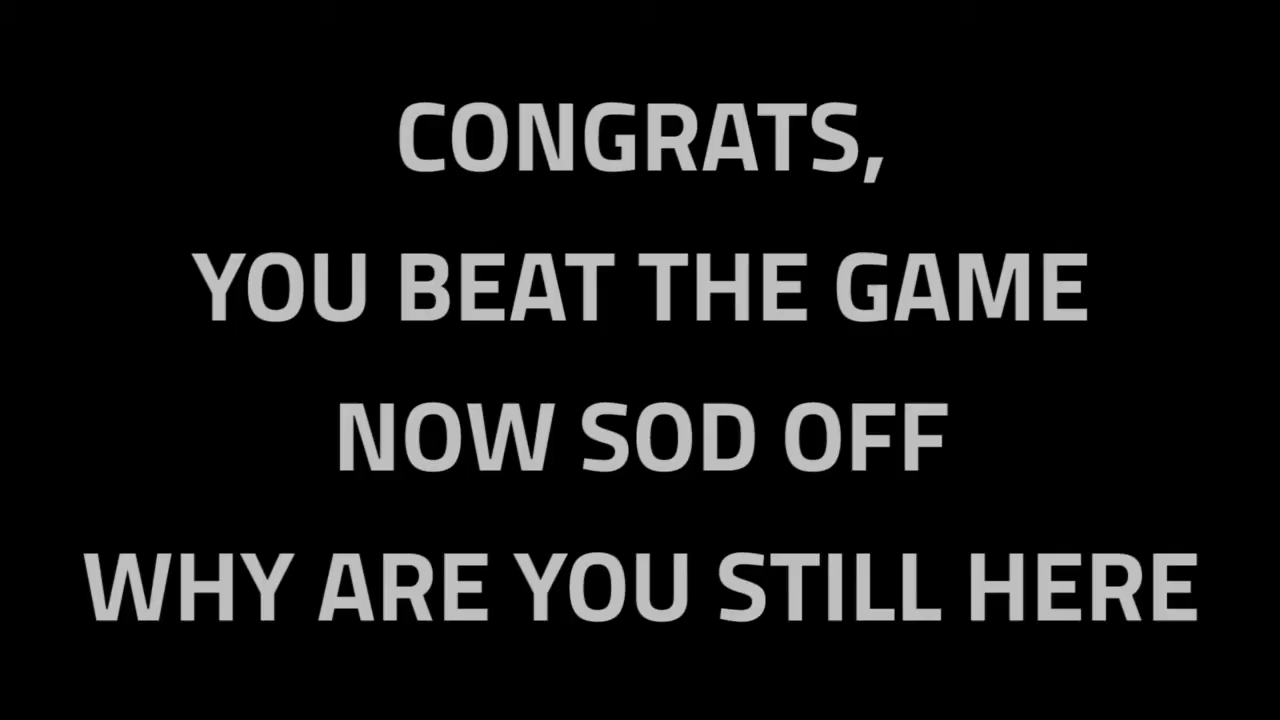 CONGRATS,
YOU BEAT THE GAME
NOW SOD OFF
WHY ARE YOU STILL HERE